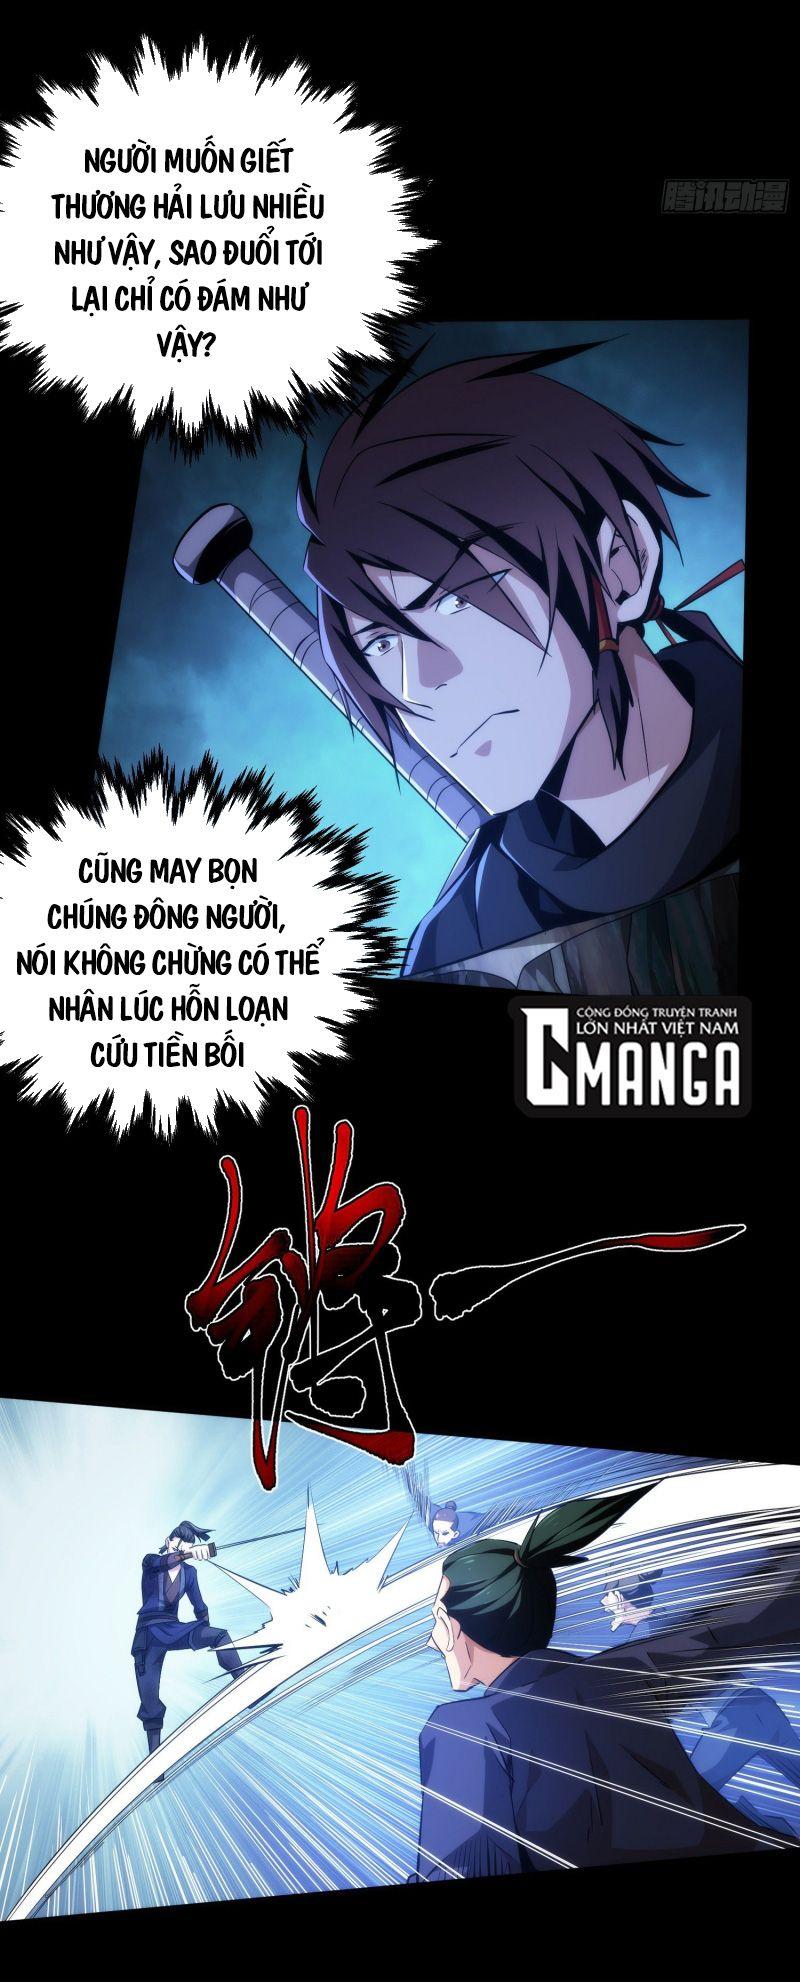 NGƯỜI MUỐN GIẾT
THƯƠNG HẢI LƯU NHIỀU
NHƯ VẬY, SAO ĐUỔI TỚI
LẠI CHỈ CÓ ĐÁM NHƯ
VẬY?
腾讯动漫
CŨNG MAY BỌN
CHÚNG ĐÔNG NGƯỜI,
NÓI KHÔNG CHỪNG CÓ THỂ
NHÂN LÚC HỖN LOẠN
CỨU TIỀN BỐI
CỘNG ĐỒNG TRUYỆN TRANH
LỚN NHẤT VIỆT NAM
CMANGA